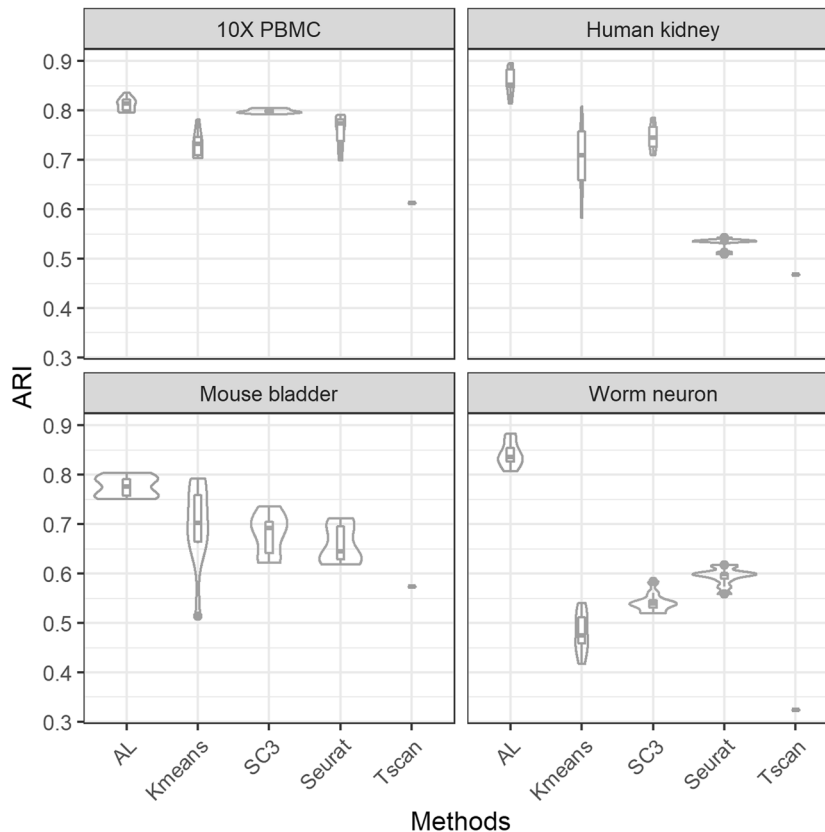 10X PBMC
Human kidney
0.9
0.8
0.7
0.6
0.5
0.4
0.3
ARI
Mouse bladder
Worm neuron
0.9
0.8
0.7
0.6
0.5
0.4
0.3
AL
Kmeans
SC3
Seurat
Tscan
AL
Kmeans
SC3
Seurat
Tscan
Methods